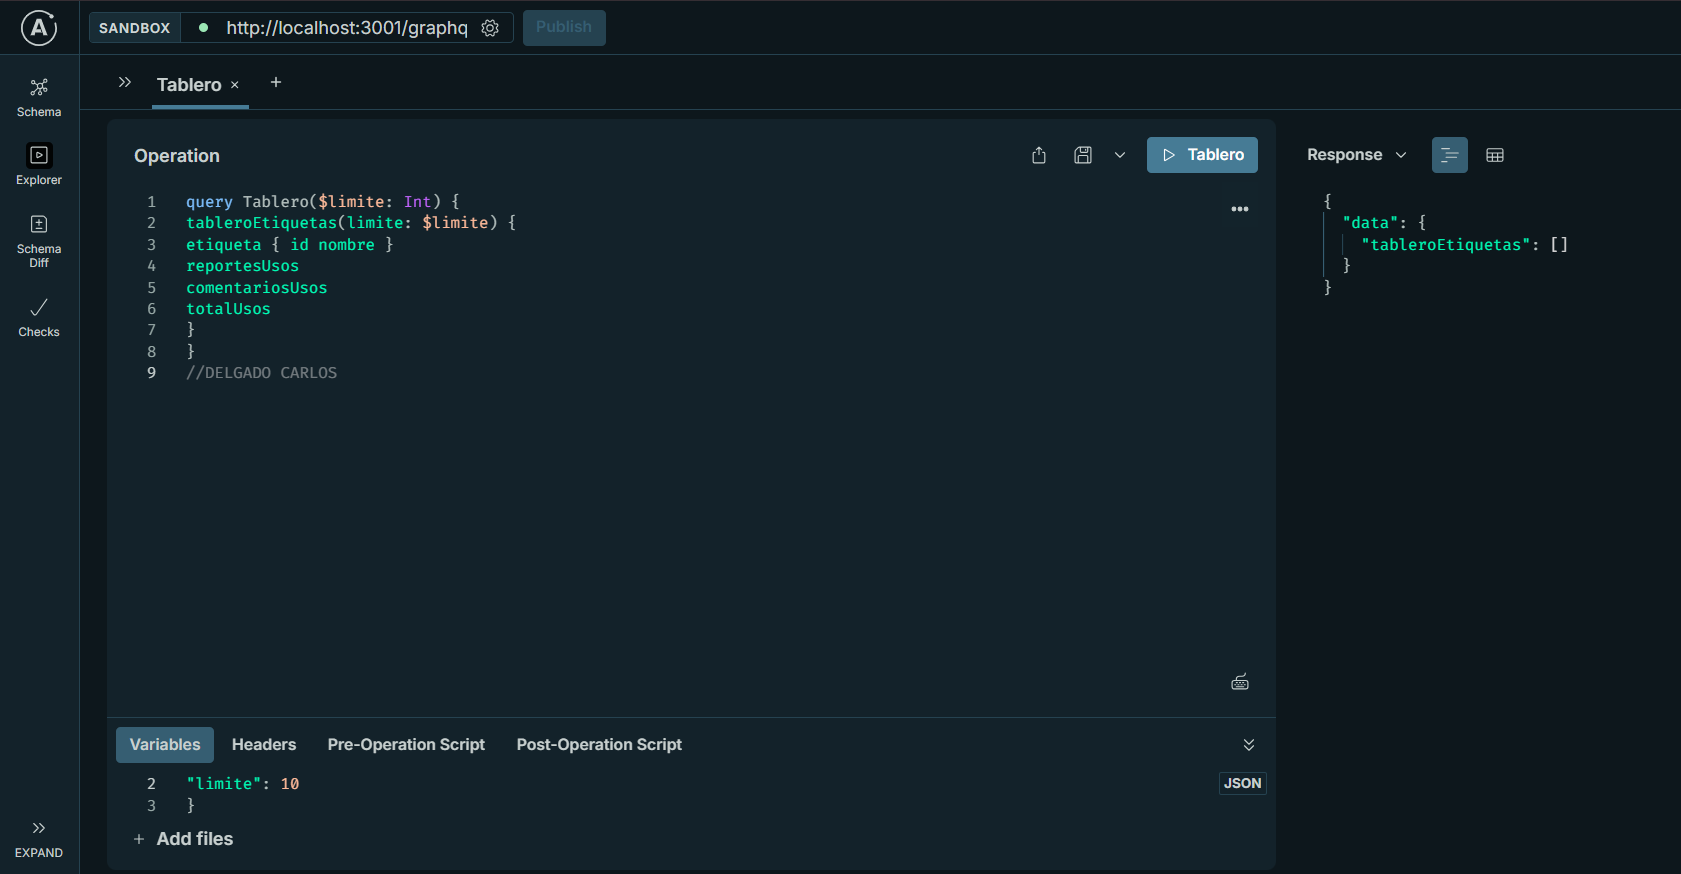 SANDBOX
http://localhost:3001/graphq
Publish
Schema
Explorer
Schema
Diff
Checks
EXPAND
Tablero
Operation
Tablero
1 query Tablero($limite: Int) {
2 tableroEtiquetas(limite: $limite) {
3 etiqueta { id nombre }
4 reportesUsos
5 comentariosUsos
6 totalUsos
7 }
8 }
9 //DELGADO CARLOS
Variables Headers Pre-Operation Script Post-Operation Script
2 "limite": 10
3 }
JSON
+ Add files
Response
{
"data": {
"tableroEtiquetas": []
}
}